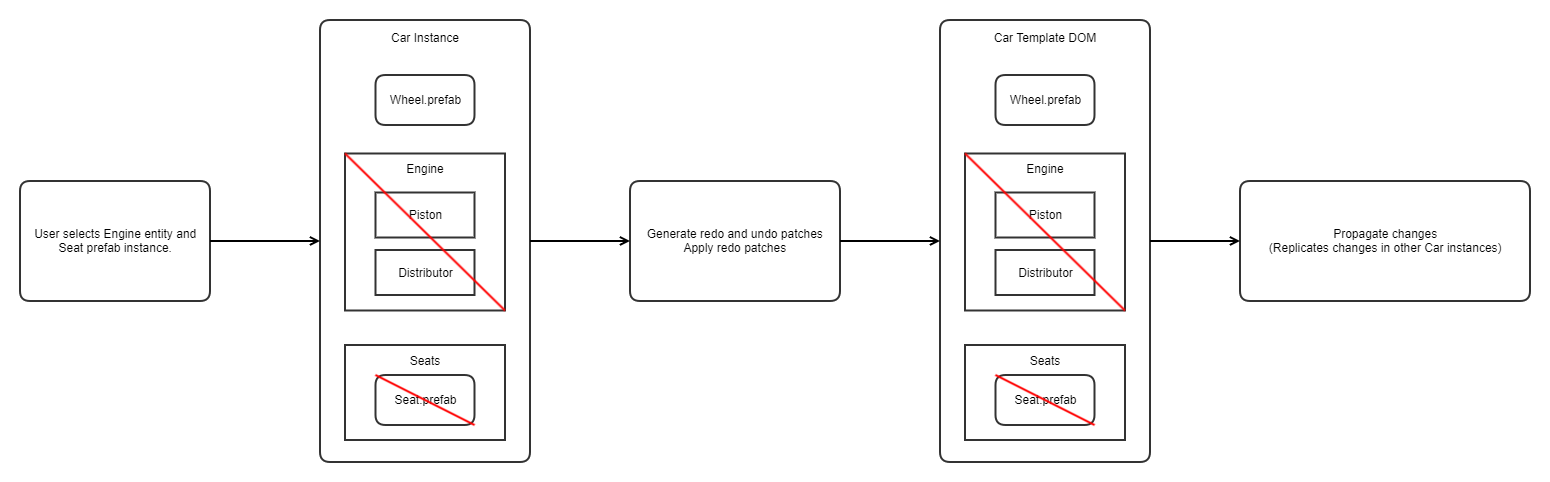 User selects Engine entity and
Seat prefab instance.
Car Instance
Wheel.prefab
Engine
Piston
Distributor
Seats
Seat.prefab
Generate redo and undo patches
Apply redo patches
Car Template DOM
Wheel.prefab
Engine
Piston
Distributor
Seats
Seat.prefab
Propagate changes
(Replicates changes in other Car instances)